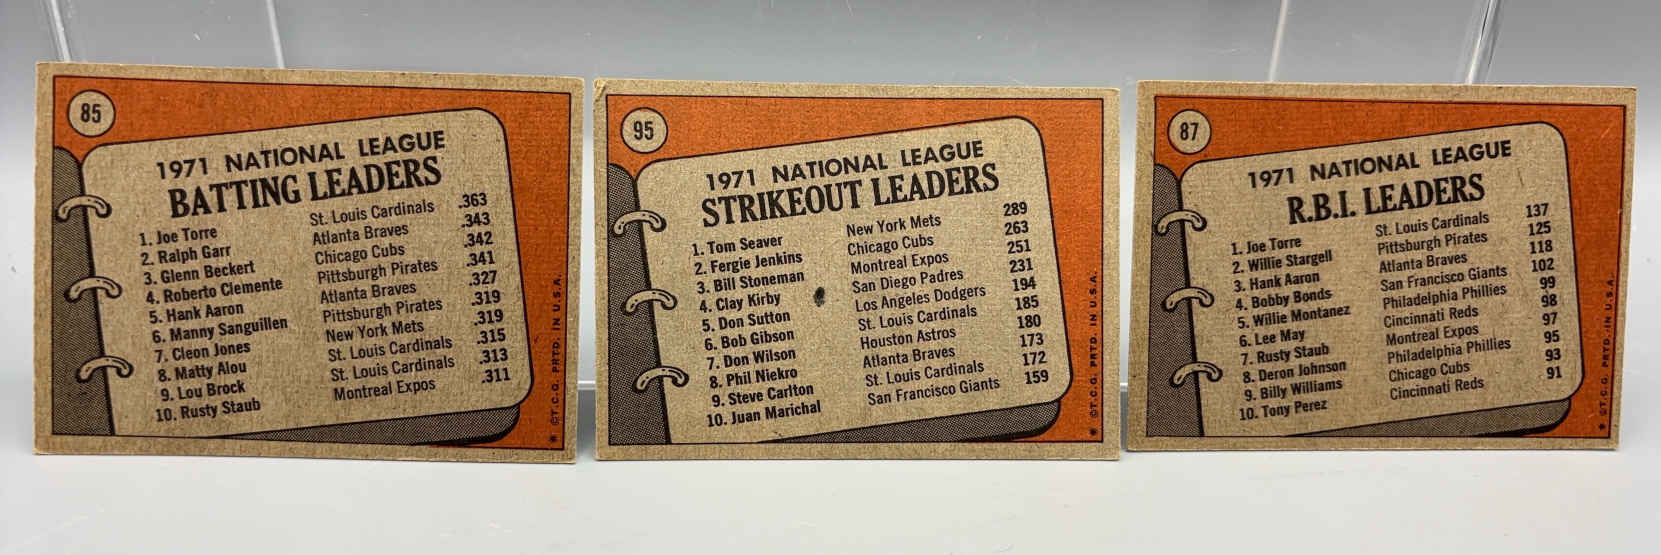 85
1971 NATIONAL LEAGUE
BATTING LEADERS
1. Joe Torre St. Louis Cardinals .363
2. Ralph Garr Atlanta Braves .343
3. Glenn Beckert Chicago Cubs .342
4. Roberto Clemente Pittsburgh Pirates .341
5. Hank Aaron Atlanta Braves .327
6. Manny Sanguillen Pittsburgh Pirates .319
7. Cleon Jones New York Mets .319
8. Matty Alou St. Louis Cardinals .315
9. Lou Brock St. Louis Cardinals .313
10. Rusty Staub Montreal Expos .311
* ©T.C.G. PRTD. IN U.S.A.
95
1971 NATIONAL LEAGUE
STRIKEOUT LEADERS
1. Tom Seaver New York Mets 289
2. Fergie Jenkins Chicago Cubs 263
3. Bill Stoneman Montreal Expos 251
4. Clay Kirby San Diego Padres 231
5. Don Sutton Los Angeles Dodgers 194
6. Bob Gibson St. Louis Cardinals 185
7. Don Wilson Houston Astros 180
8. Phil Niekro Atlanta Braves 173
9. Steve Carlton St. Louis Cardinals 172
10. Juan Marichal San Francisco Giants 159
* ©T.C.G. PRTD. IN U.S.A.
87
1971 NATIONAL LEAGUE
R.B.I. LEADERS
1. Joe Torre St. Louis Cardinals 137
2. Willie Stargell Pittsburgh Pirates 125
3. Hank Aaron Atlanta Braves 118
4. Bobby Bonds San Francisco Giants 102
5. Willie Montanez Philadelphia Phillies 99
6. Lee May Cincinnati Reds 98
7. Rusty Staub Montreal Expos 97
8. Deron Johnson Philadelphia Phillies 95
9. Billy Williams Chicago Cubs 93
10. Tony Perez Cincinnati Reds 91
* ©T.C.G. PRTD. IN U.S.A.